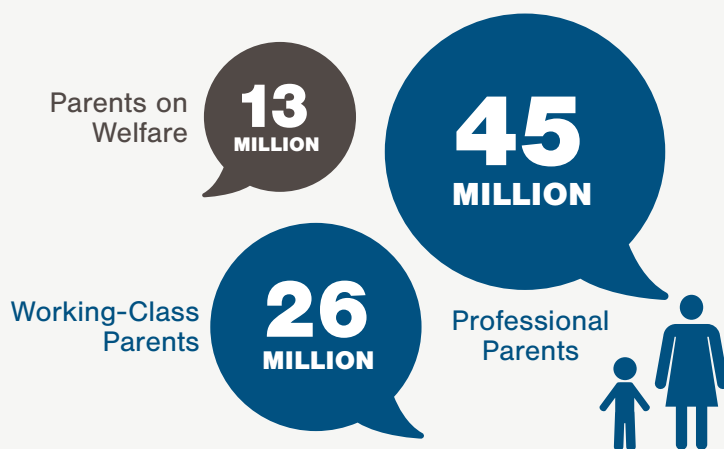 Parents on
Welfare
13
MILLION
45
MILLION
Working-Class
Parents
26
MILLION
Professional
Parents